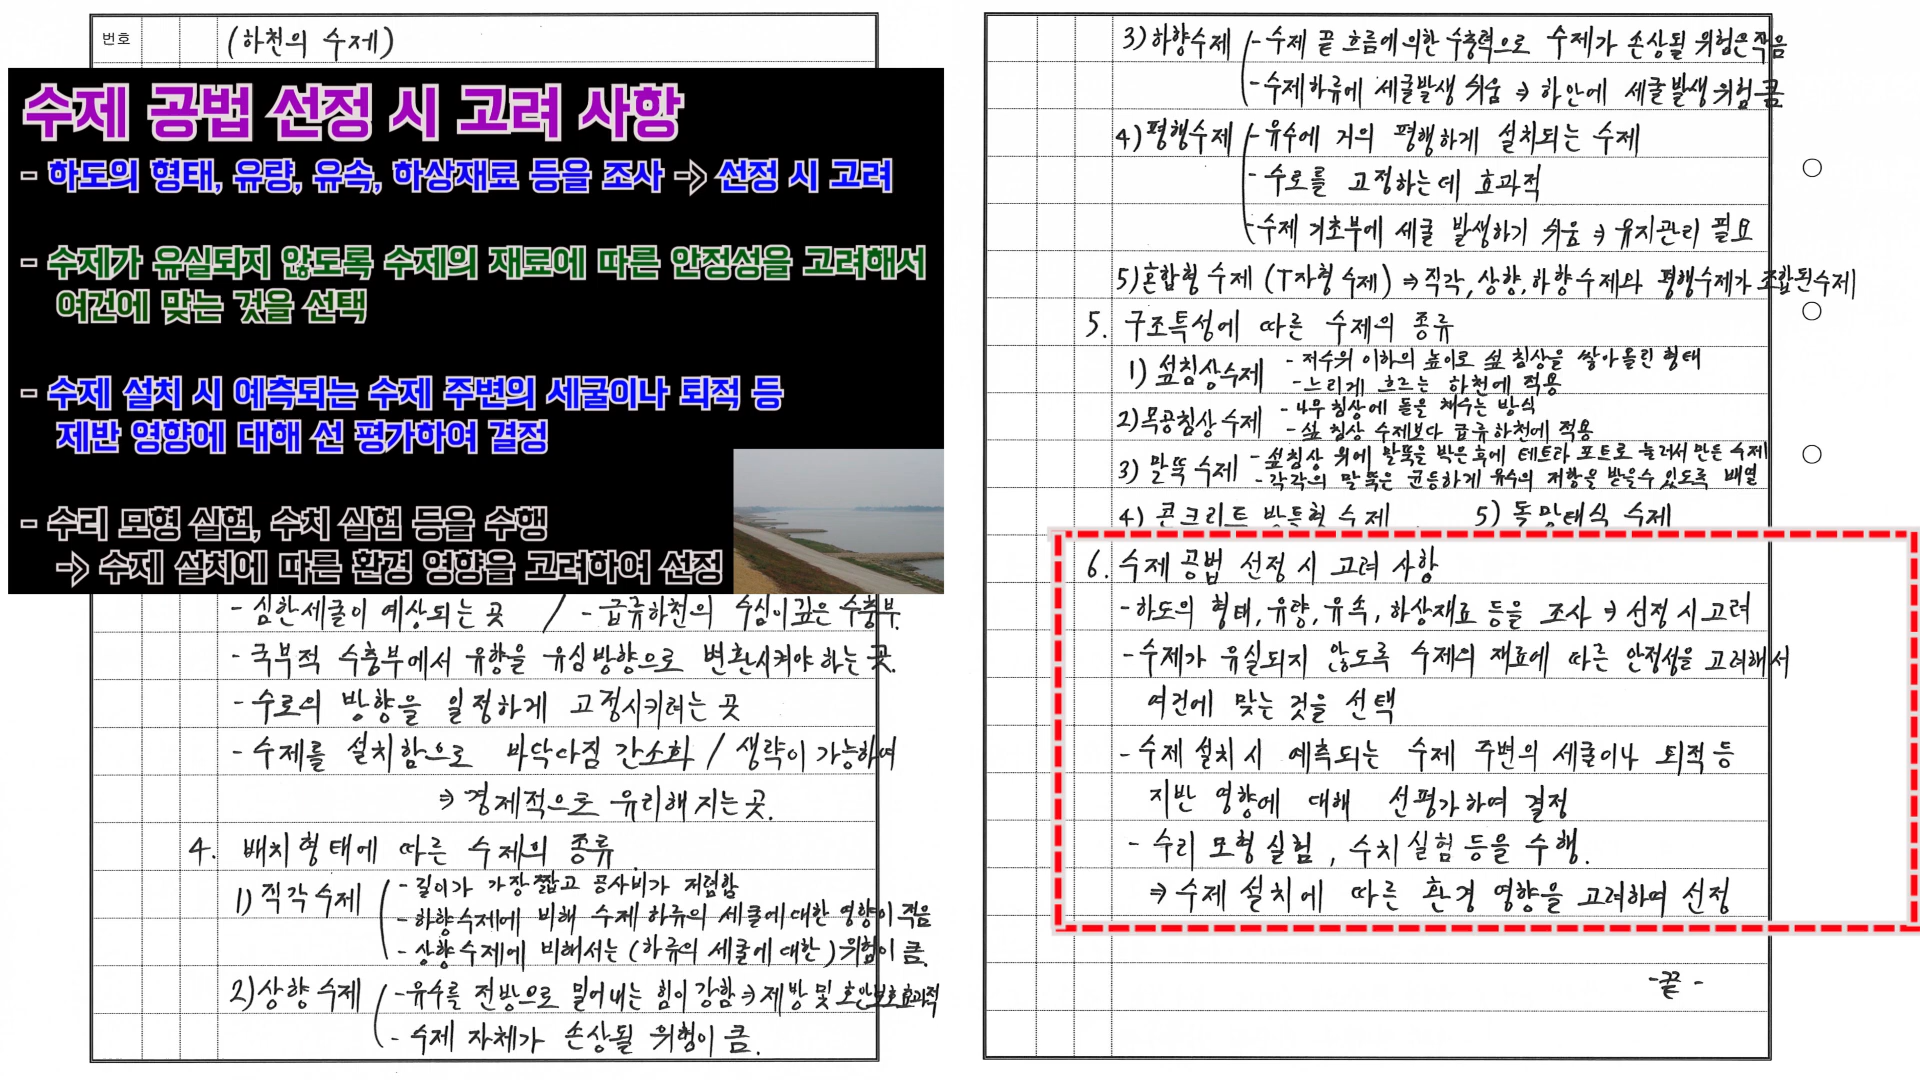 번호
(하천의 수제)
수제 공법 선정 시 고려 사항
- 하도의 형태, 유량, 유속, 하상재료 등을 조사 -> 선정 시 고려
- 수제가 유실되지 않도록 수제의 재료에 따른 안정성을 고려해서
여건에 맞는 것을 선택
- 수제 설치 시 예측되는 수제 주변의 세굴이나 퇴적 등
제반 영향에 대해 선 평가하여 결정
- 수리 모형 실험, 수치 실험 등을 수행
-> 수제 설치에 따른 환경 영향을 고려하여 선정
- 심한세굴이 예상되는 곳 / - 급류하천의 수심이깊은 수충부.
- 국부적 수충부에서 유향을 유심방향으로 변환시켜야 하는 곳.
- 수로의 방향을 일정하게 고정시키려는 곳
- 수제를 설치함으로 바닥다짐 간소화 / 생략이 가능하여
⇒ 경제적으로 유리해 지는 곳.
4. 배치형태에 따른 수제의 종류.
1) 직각수제 - 길이가 가장 짧고 공사비가 저렴함
- 하향수제에 비해 수제 하류의 세굴에 대한 영향이 적음
- 상향수제에 비해서는 (하류의 세굴에 대한) 위험이 큼.
2) 상향수제 - 유수를 전방으로 밀어내는 힘이 강함 ⇒ 제방 및 호안보호효과적
- 수제 자체가 손상될 위험이 큼.
3) 하향수제 - 수제 끝 흐름에 의한 수충력으로 수제가 손상될 위험은작음
- 수제하류에 세굴발생 쉬움 ⇒ 하안에 세굴발생위험 큼
4) 평행수제 - 유수에 거의 평행하게 설치되는 수제
- 수로를 고정하는데 효과적
- 수제 기초부에 세굴 발생하기 쉬움 ⇒ 유지관리 필요
5) 혼합형 수제 (T자형 수제) ⇒ 직각, 상향, 하향수제와 평행수제가 조합된수제
5. 구조특성에 따른 수제의 종류
1) 섶침상수제 - 저수위 이하의 높이로 섶 침상을 쌓아올린 형태
- 느리게 흐르는 하천에 적용
2) 목공침상수제 - 나무 침상에 돌을 채우는 방식
- 섶 침상 수제보다 급류하천에 적용
3) 말뚝 수제 - 섶침상 위에 말뚝을 박은후에 테트라 포트로 눌러서 만든 수제
- 각각의 말뚝은 균등하게 유수의 저항을 받을수 있도록 배열
4) 콘크리트 방틀형 수제 5) 돌망태식 수제
6. 수제 공법 선정 시 고려 사항
- 하도의 형태, 유량, 유속, 하상재료 등을 조사 ⇒ 선정 시 고려
- 수제가 유실되지 않도록 수제의 재료에 따른 안정성을 고려해서
여건에 맞는 것을 선택
- 수제 설치 시 예측되는 수제 주변의 세굴이나 퇴적 등
지반 영향에 대해 선평가하여 결정
- 수리 모형 실험, 수치 실험 등을 수행.
⇒ 수제 설치에 따른 환경 영향을 고려하여 선정
-끝-